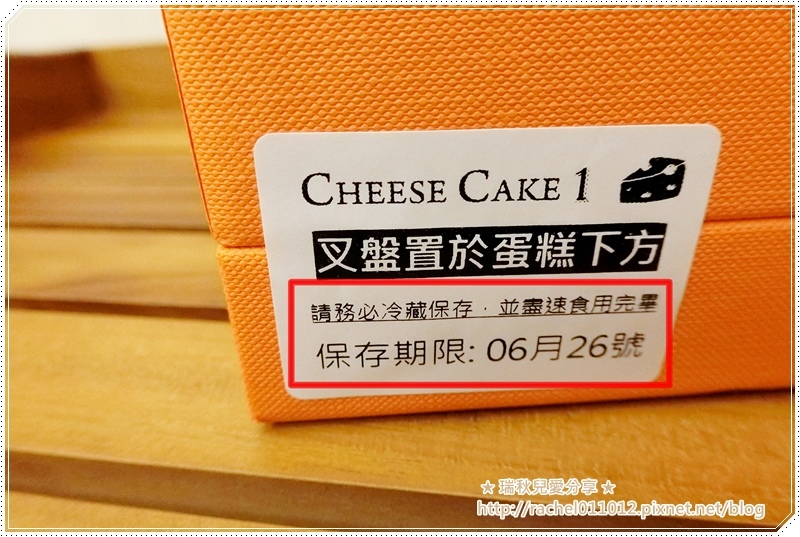 CHEESE CAKE 1
叉盤置於蛋糕下方
請務必冷藏保存，並盡速食用完畢
保存期限: 06月26號
★ 瑞秋兒愛分享 ★
http://rachel011012.pixnet.net/blog